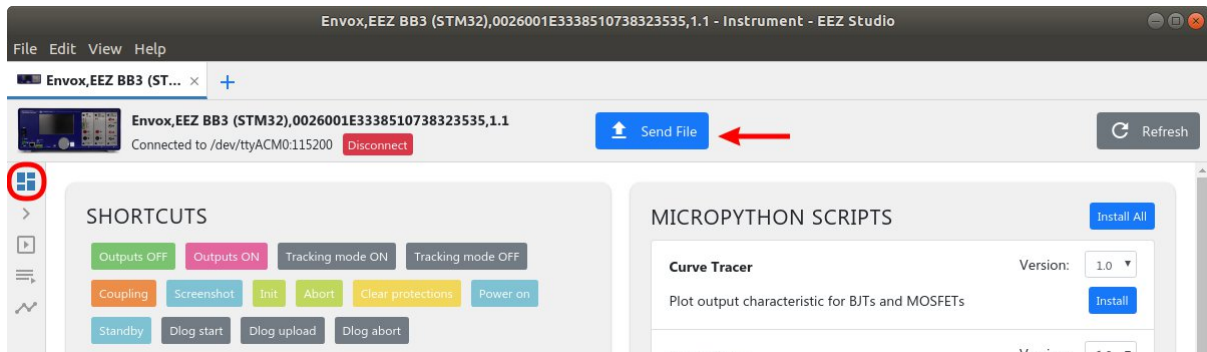 Envox,EEZ BB3 (STM32),0026001E3338510738323535,1.1 - Instrument - EEZ Studio
File Edit View Help
Envox,EEZ BB3 (ST... × +
Envox,EEZ BB3 (STM32),0026001E3338510738323535,1.1
Connected to /dev/ttyACM0:115200 Disconnect
Send File
Refresh
SHORTCUTS
Outputs OFF Outputs ON Tracking mode ON Tracking mode OFF
Coupling Screenshot Init Abort Clear protections Power on
Standby Dlog start Dlog upload Dlog abort
MICROPYTHON SCRIPTS Install All
Curve Tracer Version: 1.0
Plot output characteristic for BJTs and MOSFETs Install